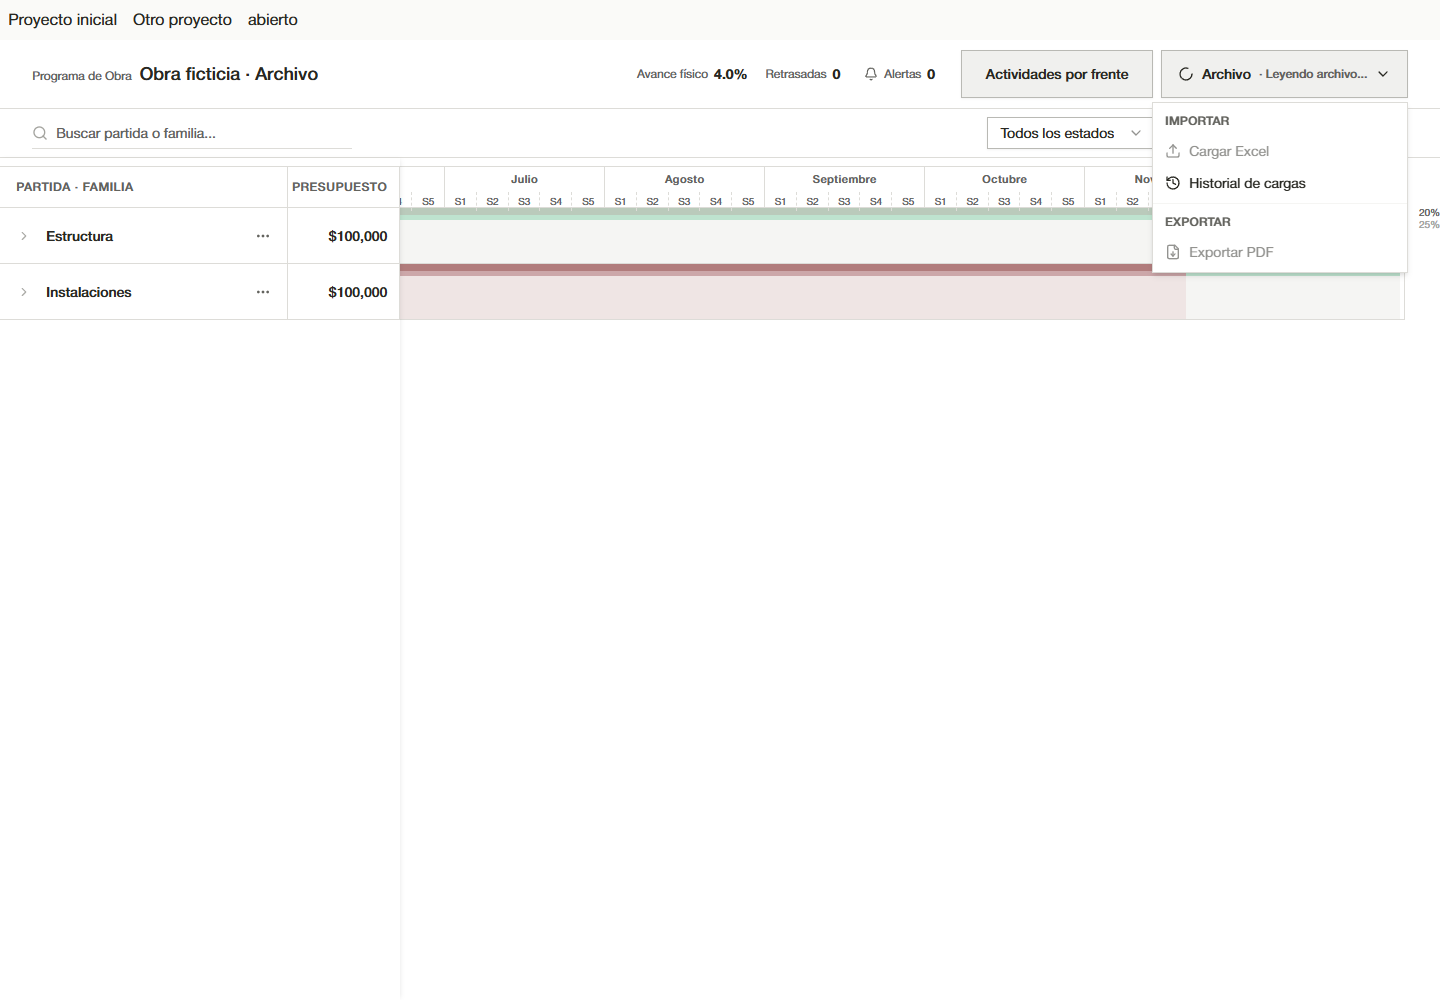 Proyecto inicial Otro proyecto abierto
Programa de Obra Obra ficticia · Archivo
Avance físico 4.0% Retrasadas 0 Alertas 0
Actividades por frente
Archivo · Leyendo archivo...
Buscar partida o familia...
Todos los estados
IMPORTAR
Cargar Excel
Historial de cargas
EXPORTAR
Exportar PDF
PARTIDA · FAMILIA PRESUPUESTO
Julio Agosto Septiembre Octubre
S5 S1 S2 S3 S4 S5 S1 S2 S3 S4 S5 S1 S2 S3 S4 S5 S1 S2 S3 S4 S5 S1 S2
Estructura ··· $100,000
20%
25%
Instalaciones ··· $100,000